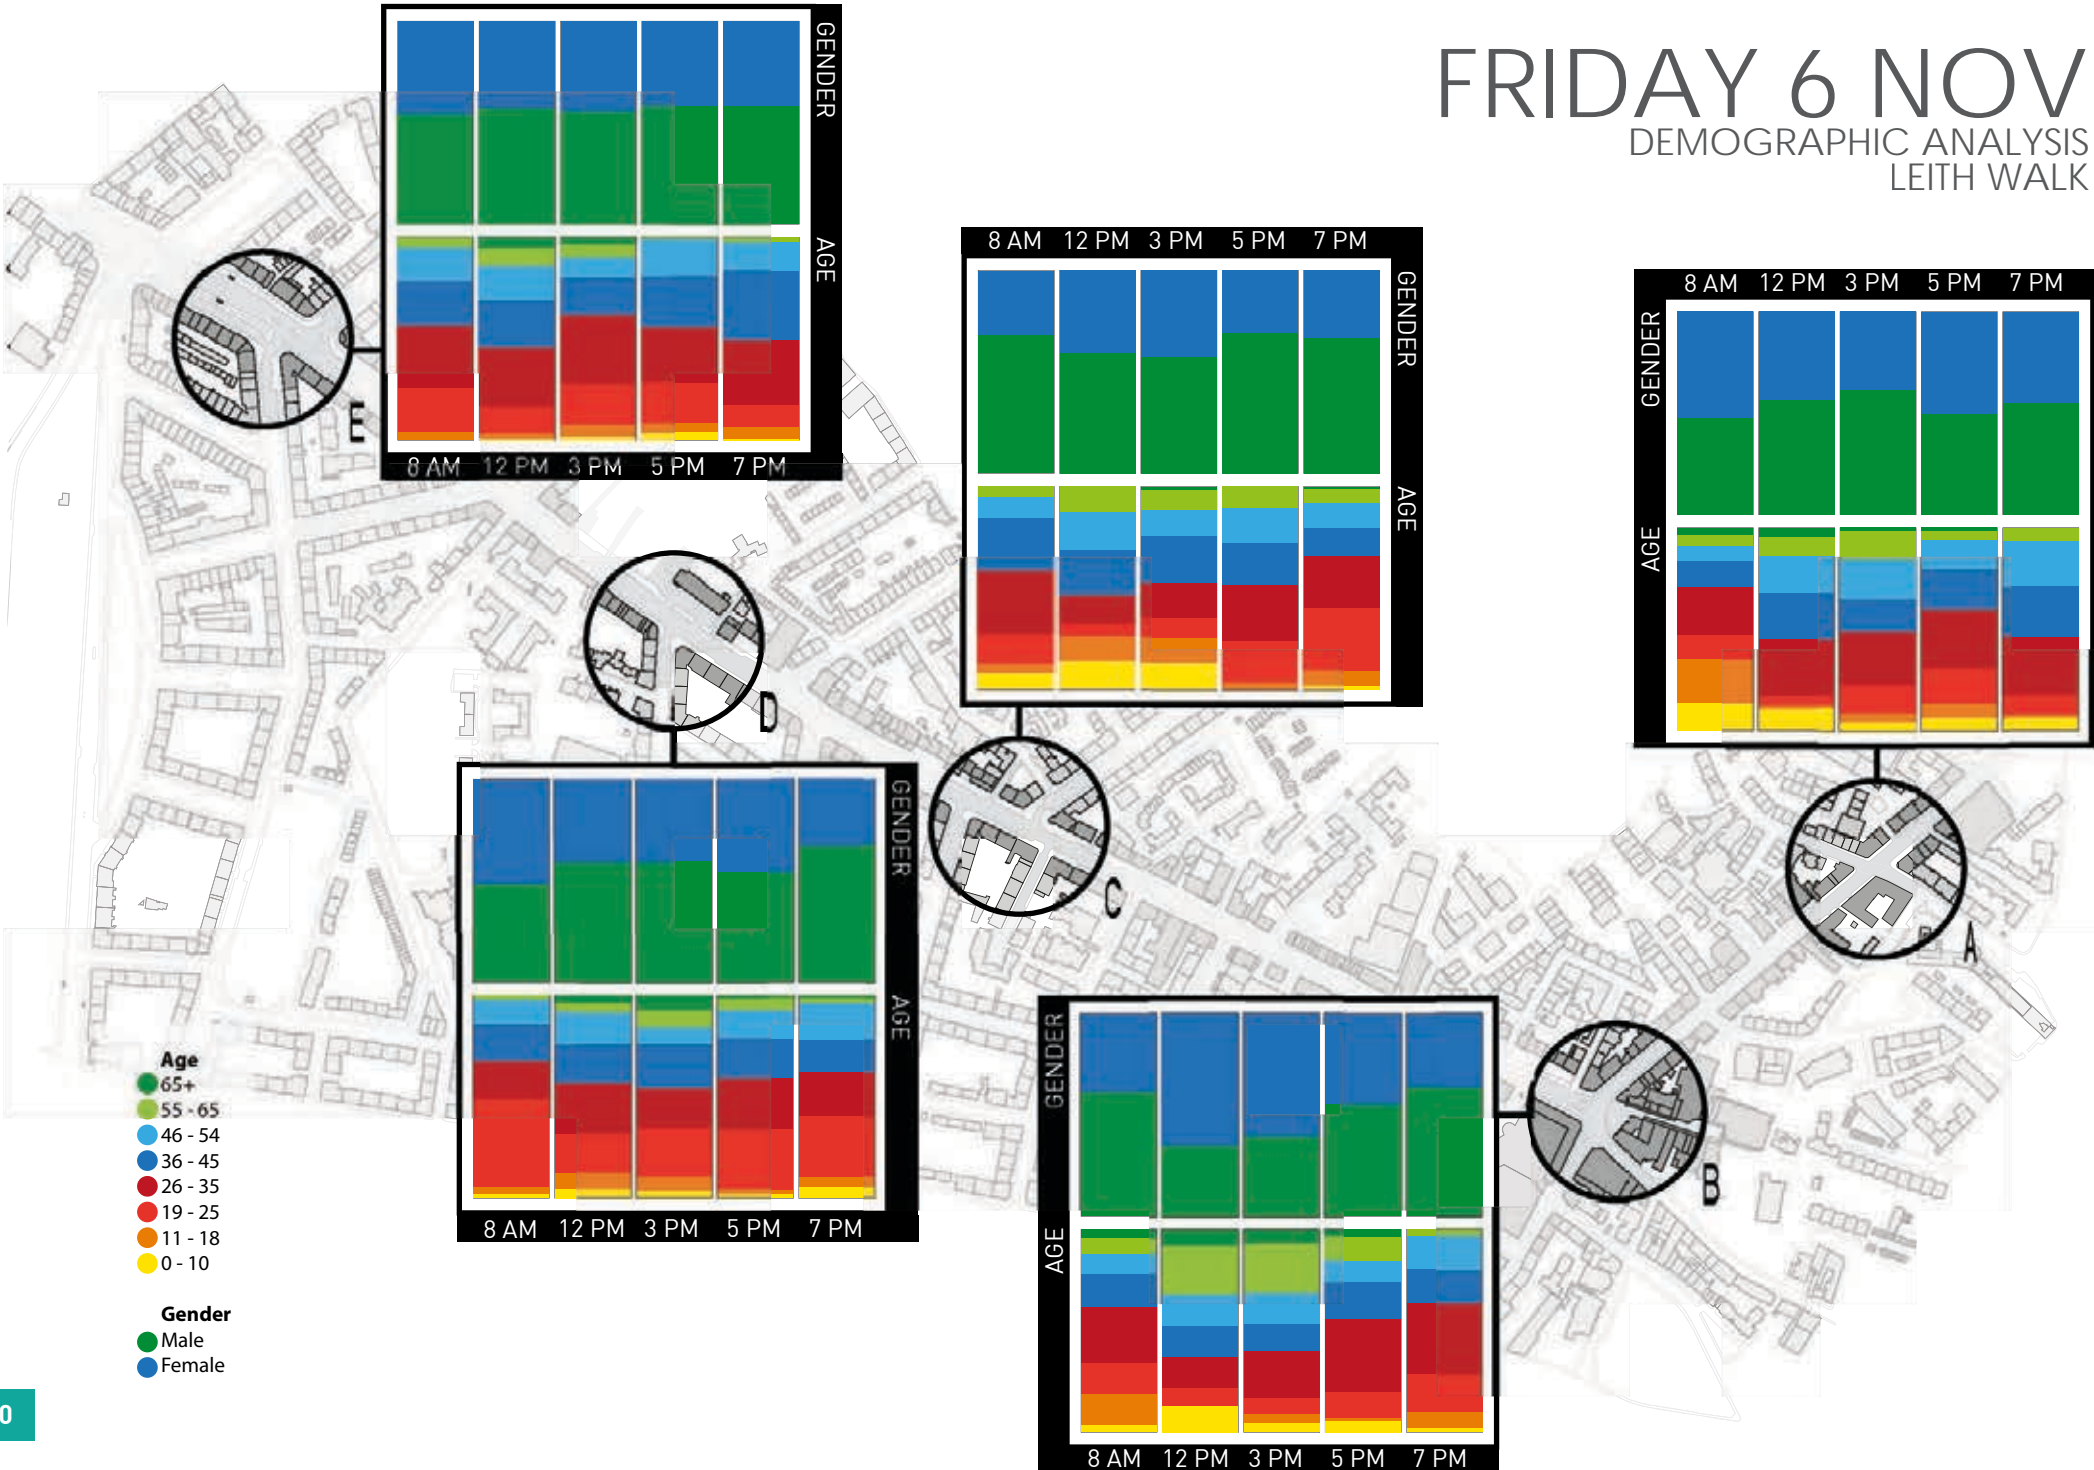 FRIDAY 6 NOV
DEMOGRAPHIC ANALYSIS
LEITH WALK
GENDER
AGE
8 AM 12 PM 3 PM 5 PM 7 PM
E
8 AM 12 PM 3 PM 5 PM 7 PM
GENDER
AGE
C
8 AM 12 PM 3 PM 5 PM 7 PM
GENDER
AGE
A
D
GENDER
AGE
8 AM 12 PM 3 PM 5 PM 7 PM
GENDER
AGE
8 AM 12 PM 3 PM 5 PM 7 PM
B
Age
65+
55 - 65
46 - 54
36 - 45
26 - 35
19 - 25
11 - 18
0 - 10
Gender
Male
Female
0